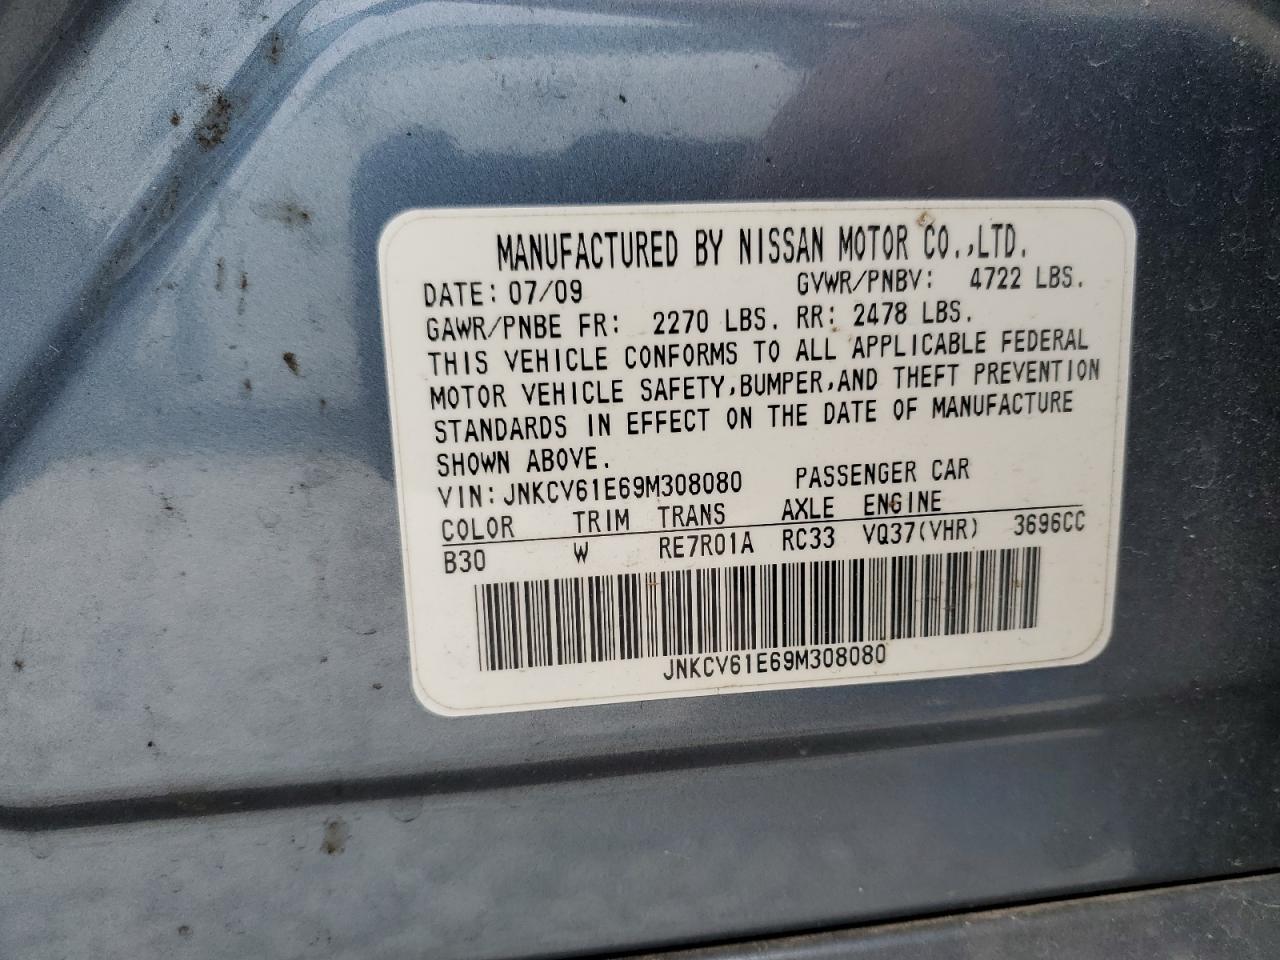 MANUFACTURED BY NISSAN MOTOR CO.,LTD.
DATE: 07/09 GVWR/PNBV: 4722 LBS.
GAWR/PNBE FR: 2270 LBS. RR: 2478 LBS.
THIS VEHICLE CONFORMS TO ALL APPLICABLE FEDERAL
MOTOR VEHICLE SAFETY,BUMPER,AND THEFT PREVENTION
STANDARDS IN EFFECT ON THE DATE OF MANUFACTURE
SHOWN ABOVE.
VIN:JNKCV61E69M308080 PASSENGER CAR
COLOR TRIM TRANS AXLE ENGINE
B30 W RE7R01A RC33 VQ37(VHR) 3696CC
JNKCV61E69M308080